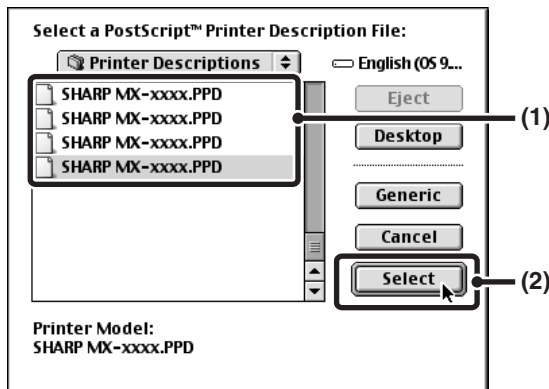 Select a PostScript™ Printer Description File:
Printer Descriptions
English (OS 9....
SHARP MX-xxxx.PPD
SHARP MX-xxxx.PPD
SHARP MX-xxxx.PPD
SHARP MX-xxxx.PPD
(1)
Eject
Desktop
Generic
Cancel
Select
(2)
Printer Model:
SHARP MX-xxxx.PPD